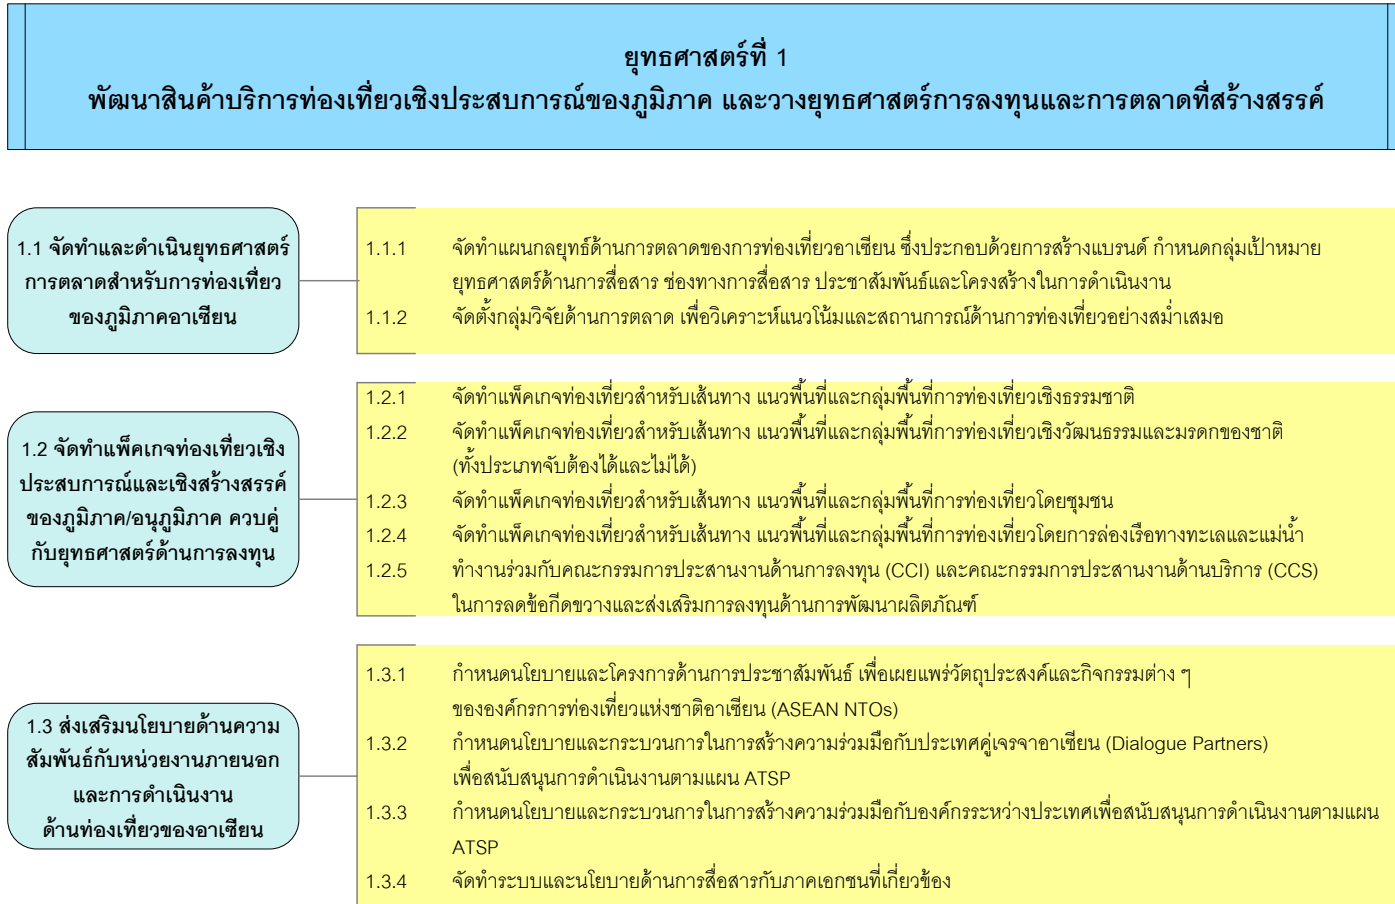 ยุทธศาสตร์ที่ 1
พัฒนาสินค้าบริการท่องเที่ยวเชิงประสบการณ์ของภูมิภาค และวางยุทธศาสตร์การลงทุนและการตลาดที่สร้างสรรค์
1.1 จัดทำและดำเนินยุทธศาสตร์
การตลาดสำหรับการท่องเที่ยว
ของภูมิภาคอาเซียน
1.1.1 จัดทำแผนกลยุทธ์ด้านการตลาดของการท่องเที่ยวอาเซียน ซึ่งประกอบด้วยการสร้างแบรนด์ กำหนดกลุ่มเป้าหมาย
ยุทธศาสตร์ด้านการสื่อสาร ช่องทางการสื่อสาร ประชาสัมพันธ์และโครงสร้างในการดำเนินงาน
1.1.2 จัดตั้งกลุ่มวิจัยด้านการตลาด เพื่อวิเคราะห์แนวโน้มและสถานการณ์ด้านการท่องเที่ยวอย่างสม่ำเสมอ
1.2 จัดทำแพ็คเกจท่องเที่ยวเชิง
ประสบการณ์และเชิงสร้างสรรค์
ของภูมิภาค/อนุภูมิภาค ควบคู่
กับยุทธศาสตร์ด้านการลงทุน
1.2.1 จัดทำแพ็คเกจท่องเที่ยวสำหรับเส้นทาง แนวพื้นที่และกลุ่มพื้นที่การท่องเที่ยวเชิงธรรมชาติ
1.2.2 จัดทำแพ็คเกจท่องเที่ยวสำหรับเส้นทาง แนวพื้นที่และกลุ่มพื้นที่การท่องเที่ยวเชิงวัฒนธรรมและมรดกของชาติ
(ทั้งประเภทจับต้องได้และไม่ได้)
1.2.3 จัดทำแพ็คเกจท่องเที่ยวสำหรับเส้นทาง แนวพื้นที่และกลุ่มพื้นที่การท่องเที่ยวโดยชุมชน
1.2.4 จัดทำแพ็คเกจท่องเที่ยวสำหรับเส้นทาง แนวพื้นที่และกลุ่มพื้นที่การท่องเที่ยวโดยการล่องเรือทางทะเลและแม่น้ำ
1.2.5 ทำงานร่วมกับคณะกรรมการประสานงานด้านการลงทุน (CCI) และคณะกรรมการประสานงานด้านบริการ (CCS)
ในการลดข้อกีดขวางและส่งเสริมการลงทุนด้านการพัฒนาผลิตภัณฑ์
1.3 ส่งเสริมนโยบายด้านความ
สัมพันธ์กับหน่วยงานภายนอก
และการดำเนินงาน
ด้านท่องเที่ยวของอาเซียน
1.3.1 กำหนดนโยบายและโครงการด้านการประชาสัมพันธ์ เพื่อเผยแพร่วัตถุประสงค์และกิจกรรมต่าง ๆ
ขององค์กรการท่องเที่ยวแห่งชาติอาเซียน (ASEAN NTOs)
1.3.2 กำหนดนโยบายและกระบวนการในการสร้างความร่วมมือกับประเทศคู่เจรจาอาเซียน (Dialogue Partners)
เพื่อสนับสนุนการดำเนินงานตามแผน ATSP
1.3.3 กำหนดนโยบายและกระบวนการในการสร้างความร่วมมือกับองค์กรระหว่างประเทศเพื่อสนับสนุนการดำเนินงานตามแผน
ATSP
1.3.4 จัดทำระบบและนโยบายด้านการสื่อสารกับภาคเอกชนที่เกี่ยวข้อง